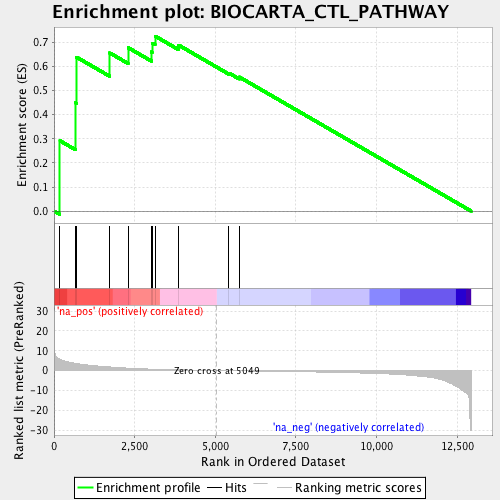 Enrichment plot: BIOCARTA_CTL_PATHWAY
Enrichment score (ES)
0.7
0.6
0.5
0.4
0.3
0.2
0.1
0.0
Ranked list metric (PreRanked)
30
20
10
0
-10
-20
-30
'na_pos' (positively correlated)
Zero cross at 5049
'na_neg' (negatively correlated)
0 2,500 5,000 7,500 10,000 12,500
Rank in Ordered Dataset
Enrichment profile Hits Ranking metric scores